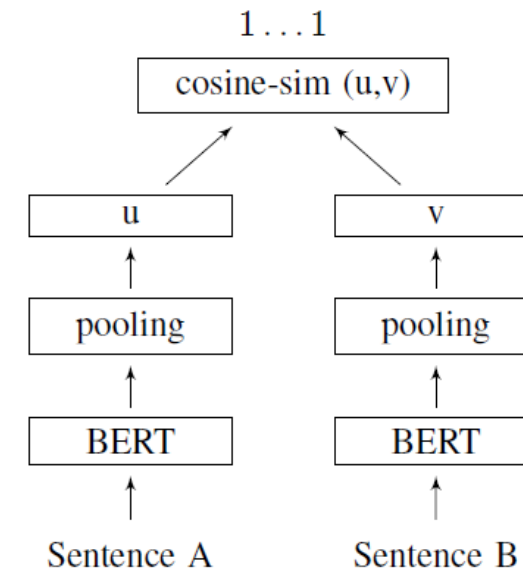 1 . . . 1
cosine-sim (u,v)
u v
pooling pooling
BERT BERT
Sentence A Sentence B